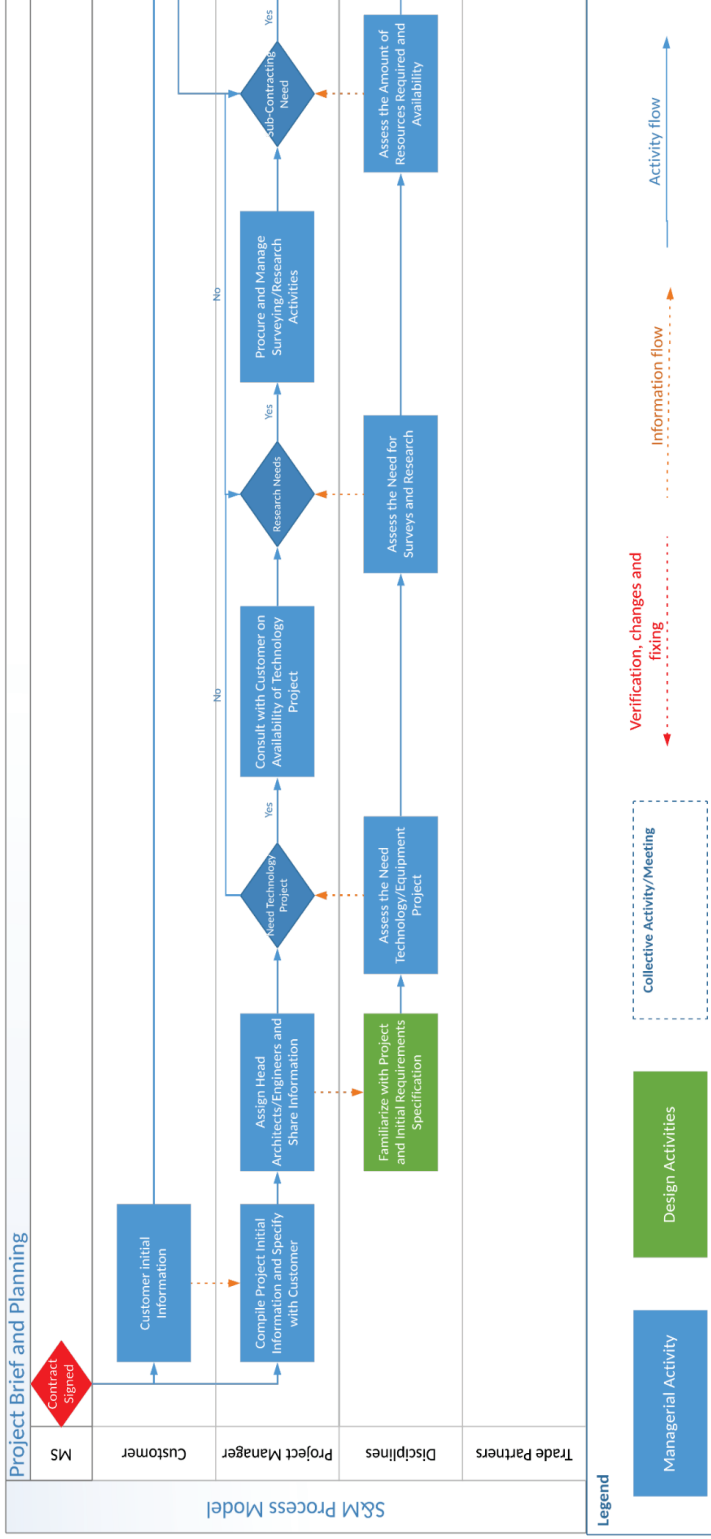 Project Brief and Planning
S&M Process Model
MS
Contract
Signed
Customer
Customer initial
Information
Project Manager
Compile Project Initial
Information and Specify
with Customer
Assign Head
Architects/Engineers and
Share Information
Need Technology
Project
Yes
No
Consult with Customer on
Availability of Technology
Project
Research Needs
Yes
No
Procure and Manage
Surveying/Research
Activities
Sub-Contracting
Need
Yes
Disciplines
Familiarize with Project
and Initial Requirements
Specification
Assess the Need
Technology/Equipment
Project
Assess the Need for
Surveys and Research
Assess the Amount of
Resources Required and
Availability
Trade Partners
Legend
Managerial Activity
Design Activities
Collective Activity/Meeting
Verification, changes and
fixing
Information flow
Activity flow